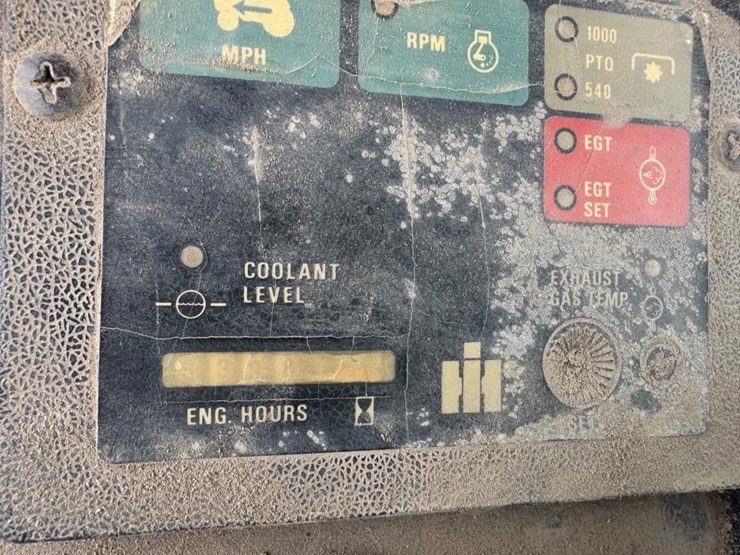 MPH
RPM
1000
PTO
540
EGT
EGT
SET
COOLANT
LEVEL
EXHAUST
GAS TEMP
ENG. HOURS
SET